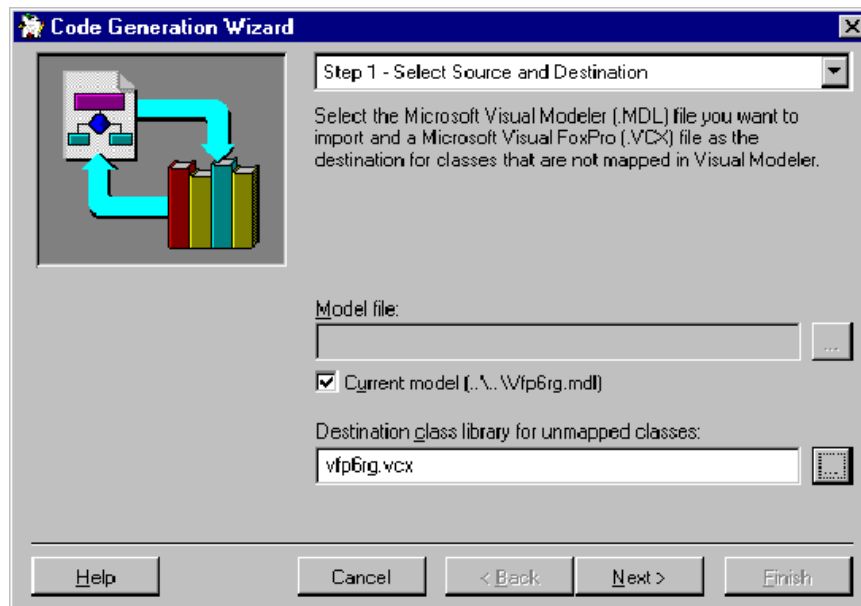 Code Generation Wizard
Step 1 - Select Source and Destination
Select the Microsoft Visual Modeler (.MDL) file you want to
import and a Microsoft Visual FoxPro (.VCX) file as the
destination for classes that are not mapped in Visual Modeler.
Model file:
...
Current model (..\..\Vfp6rg.mdl)
Destination class library for unmapped classes:
vfp6rg.vcx
...
Help
Cancel
< Back
Next >
Finish